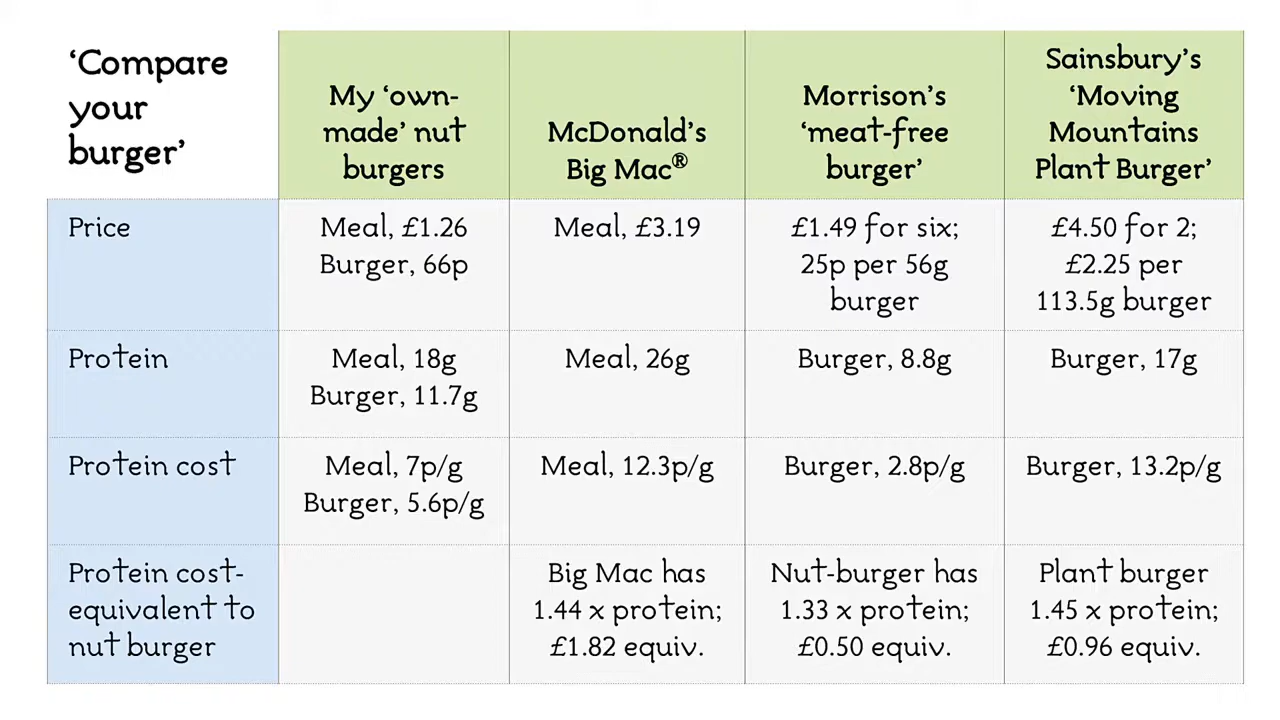 ‘Compare
your
burger’
My ‘own-
made’ nut
burgers
McDonald’s
Big Mac®
Morrison’s
‘meat-free
burger’
Sainsbury’s
‘Moving
Mountains
Plant Burger’
Price
Meal, £1.26
Burger, 66p
Meal, £3.19
£1.49 for six;
25p per 56g
burger
£4.50 for 2;
£2.25 per
113.5g burger
Protein
Meal, 18g
Burger, 11.7g
Meal, 26g
Burger, 8.8g
Burger, 17g
Protein cost
Meal, 7p/g
Burger, 5.6p/g
Meal, 12.3p/g
Burger, 2.8p/g
Burger, 13.2p/g
Protein cost-
equivalent to
nut burger
Big Mac has
1.44 x protein;
£1.82 equiv.
Nut-burger has
1.33 x protein;
£0.50 equiv.
Plant burger
1.45 x protein;
£0.96 equiv.